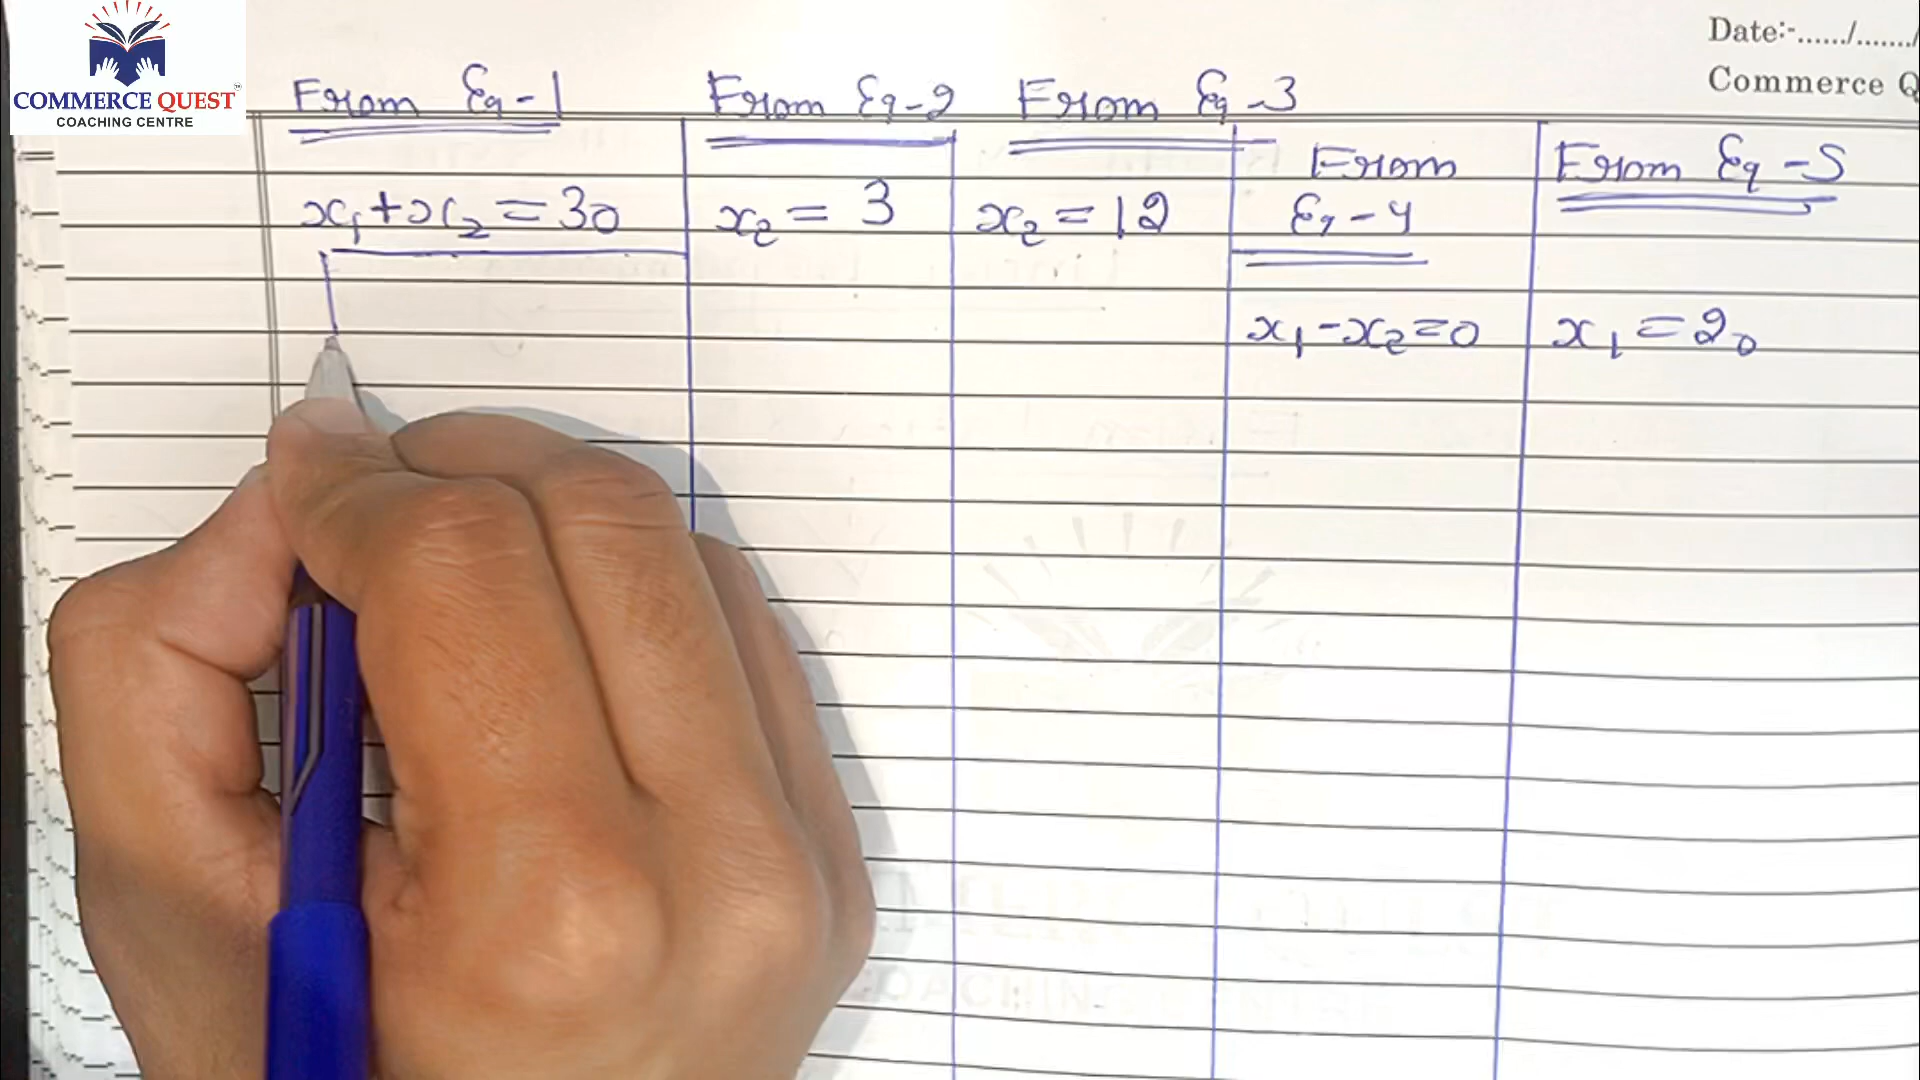 COMMERCE QUEST
COACHING CENTRE
Date:-....../......./
Commerce Q
From Eq-1
From Eq-2
From Eq-3
From
Eq-4
From Eq-5
x₁+x₂=30
x₂ = 3
x₂ = 12
x₁-x₂=0
x₁ = 20